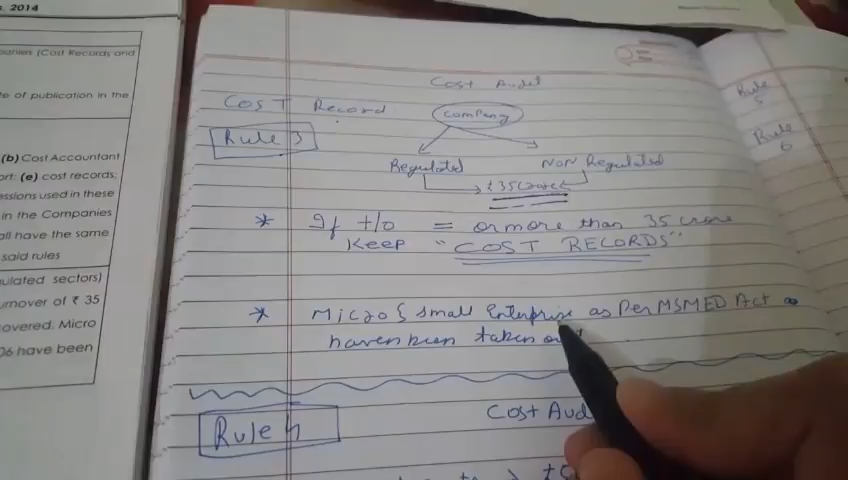 s. 2014
panies (Cost Records and
te of publication in the
(b) Cost Accountant
ort: (e) cost records;
essions used in these
in the Companies
all have the same
said rules
ulated sectors)
urnover of ₹ 35
overed. Micro
06 have been
Cost Audit
COST Record
Company
Rule 3
Regulated
NON Regulated
₹35 Crore
* If t/o = or more than 35 crore
Keep "COST RECORDS"
* Micro & small Enterprise as Per MSMED Act
have been taken out
Rule 4
Cost Aud
Rule
5
Rule
6